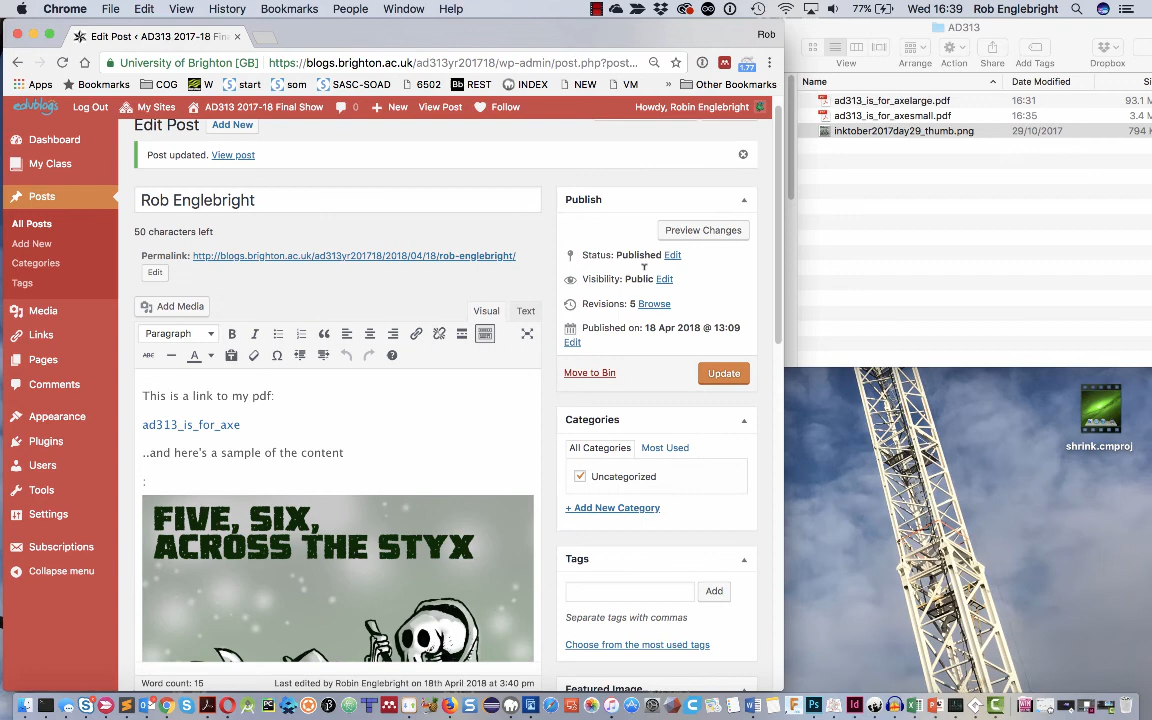 Chrome File Edit View History Bookmarks People Window Help 77% Wed 16:39 Rob Englebright
Edit Post ‹ AD313 2017-18 Fina Rob
University of Brighton [GB] https://blogs.brighton.ac.uk/ad3yr201718/wp-admin/post.php?post... 1.77
Apps Bookmarks COG W start som SASC-SOAD 6502 REST INBOX NEW VM Other Bookmarks
edublogs Log Out My Sites AD313 2017-18 Final Show 0 New View Post Follow Howdy, Robin Englebright
Edit Post Add New
Post updated. View post
Dashboard
My Class
Posts
All Posts
Add New
Categories
Tags
Media
Links
Pages
Comments
Appearance
Plugins
Users
Tools
Settings
Subscriptions
Collapse menu
Rob Englebright
50 characters left
Permalink: http://blogs.brighton.ac.uk/ad313yr201718/2018/04/18/rob-englebright/
Edit
Add Media
Visual Text
Paragraph
This is a link to my pdf:
ad313_is_for_axe
..and here's a sample of the content
:
FIVE, SIX,
ACROSS THE STYX
Word count: 15 Last edited by Robin Englebright on 18th April 2018 at 3:40 pm
Publish
Preview Changes
Status: Published Edit
Visibility: Public Edit
Revisions: 5 Browse
Published on: 18 Apr 2018 @ 13:09
Edit
Move to Bin Update
Categories
All Categories Most Used
Uncategorized
+ Add New Category
Tags
Add
Separate tags with commas
Choose from the most used tags
Featured Image
AD313
View Arrange Action Share Add Tags Dropbox
Name Date Modified Si
ad313_is_for_axelarge.pdf 16:31 93.1 M
ad313_is_for_axesmall.pdf 16:35 3.4 M
inktober2017day29_thumb.png 29/10/2017 794 K
shrink.cmproj